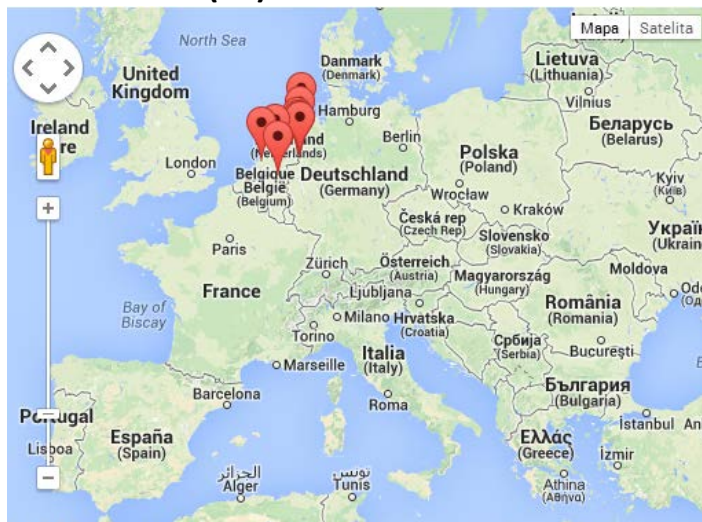 North Sea
Mapa
Satelita
Danmark
(Denmark)
Lietuva
(Lithuania)
Vilnius
United
Kingdom
Hamburg
Беларусь
(Belarus)
Ireland
London
Berlin
Polska
(Poland)
Belgique
België
(Belgium)
Deutschland
(Germany)
Wrocław
Kraków
Kyiv
(Київ)
Česká rep
(Czech Rep)
Slovensko
(Slovakia)
Paris
Zürich
Österreich
(Austria)
Magyarország
(Hungary)
Moldova
France
Ljubljana
România
(Romania)
Bay of
Biscay
Milano
Hrvatska
(Croatia)
Torino
Србија
(Serbia)
Bucureşti
Marseille
Italia
(Italy)
България
(Bulgaria)
Barcelona
Roma
Portugal
España
(Spain)
İstanbul
Ελλάς
(Greece)
İzmir
Athina
(Αθήνα)
الجزائر
Alger
تونس
Tunis